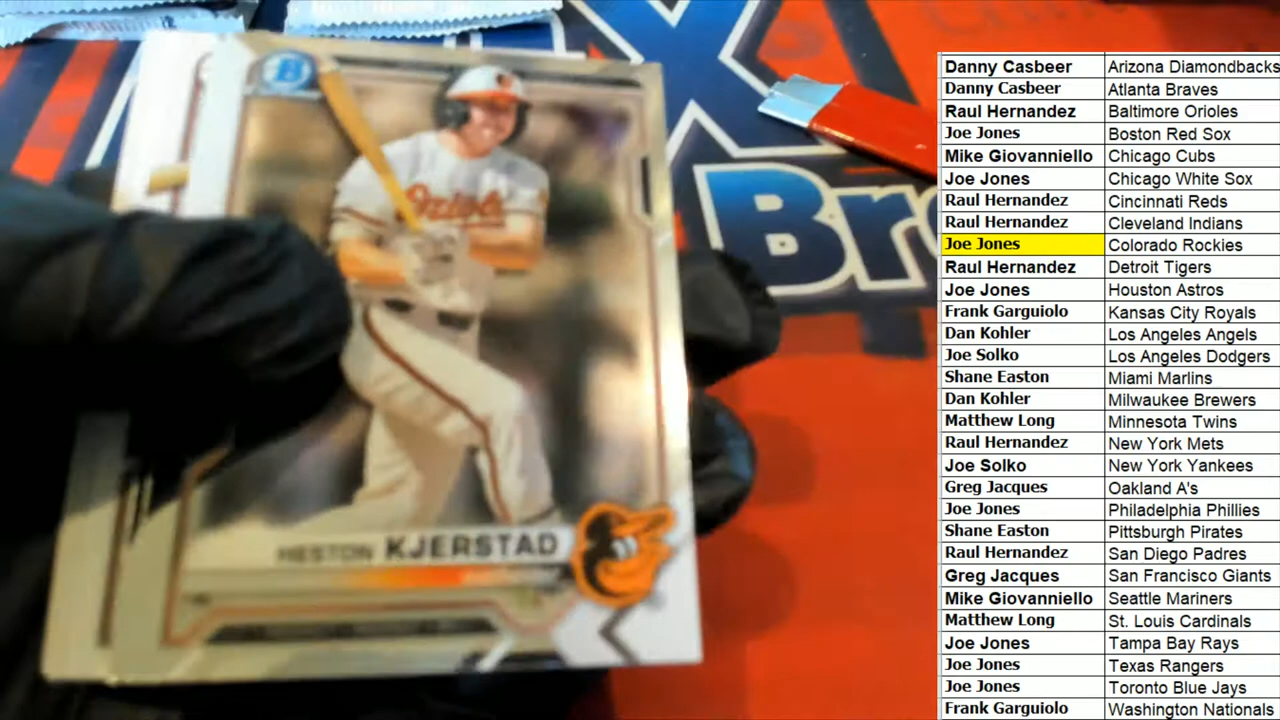 B
Orioles
HESTON KJERSTAD
X
Br
Danny Casbeer Arizona Diamondbacks
Danny Casbeer Atlanta Braves
Raul Hernandez Baltimore Orioles
Joe Jones Boston Red Sox
Mike Giovanniello Chicago Cubs
Joe Jones Chicago White Sox
Raul Hernandez Cincinnati Reds
Raul Hernandez Cleveland Indians
Joe Jones Colorado Rockies
Raul Hernandez Detroit Tigers
Joe Jones Houston Astros
Frank Garguiolo Kansas City Royals
Dan Kohler Los Angeles Angels
Joe Solko Los Angeles Dodgers
Shane Easton Miami Marlins
Dan Kohler Milwaukee Brewers
Matthew Long Minnesota Twins
Raul Hernandez New York Mets
Joe Solko New York Yankees
Greg Jacques Oakland A's
Joe Jones Philadelphia Phillies
Shane Easton Pittsburgh Pirates
Raul Hernandez San Diego Padres
Greg Jacques San Francisco Giants
Mike Giovanniello Seattle Mariners
Matthew Long St. Louis Cardinals
Joe Jones Tampa Bay Rays
Joe Jones Texas Rangers
Joe Jones Toronto Blue Jays
Frank Garguiolo Washington Nationals